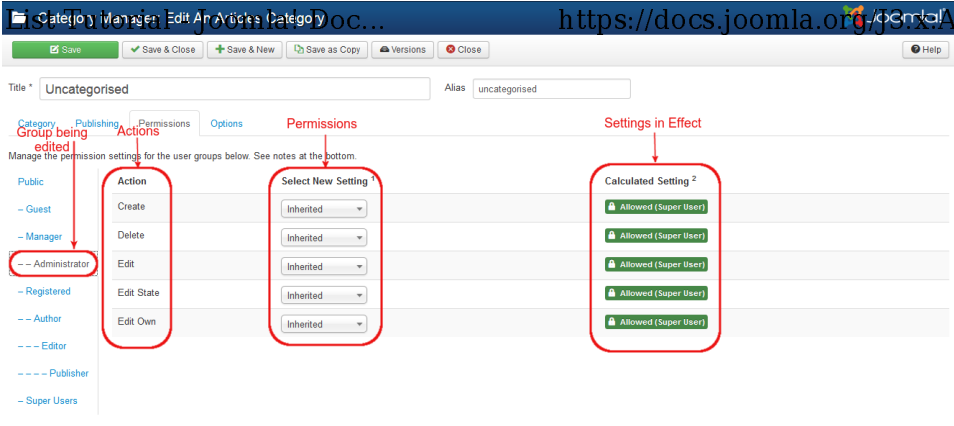 Category Manager: Edit An Articles Category
List Tutorial - Joomla! Doc...
https://docs.joomla.org/J3.x:A
Joomla!
Save
Save & Close
Save & New
Save as Copy
Versions
Close
Help
Title * Uncategorised
Alias uncategorised
Category Publishing Permissions Options
Group being
edited
Actions
Permissions
Settings in Effect
Manage the permission settings for the user groups below. See notes at the bottom.
Public
– Guest
– Manager
– – Administrator
– Registered
– – Author
– – – Editor
– – – – Publisher
– Super Users
Action Select New Setting 1 Calculated Setting 2
Create Inherited Allowed (Super User)
Delete Inherited Allowed (Super User)
Edit Inherited Allowed (Super User)
Edit State Inherited Allowed (Super User)
Edit Own Inherited Allowed (Super User)